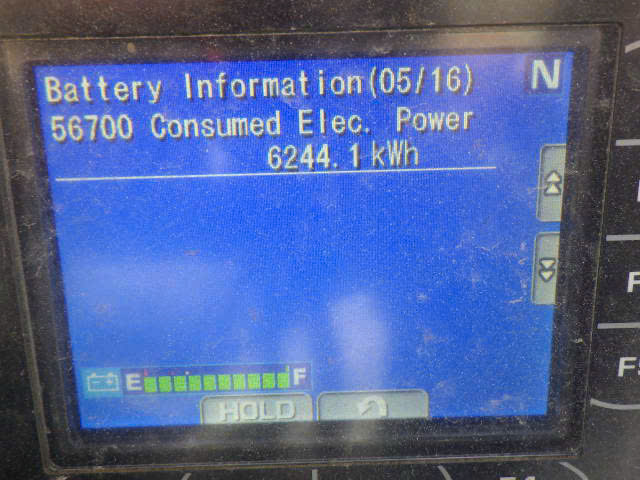 Battery Information(05/16)
N
56700 Consumed Elec. Power
6244.1 kWh
E F
HOLD